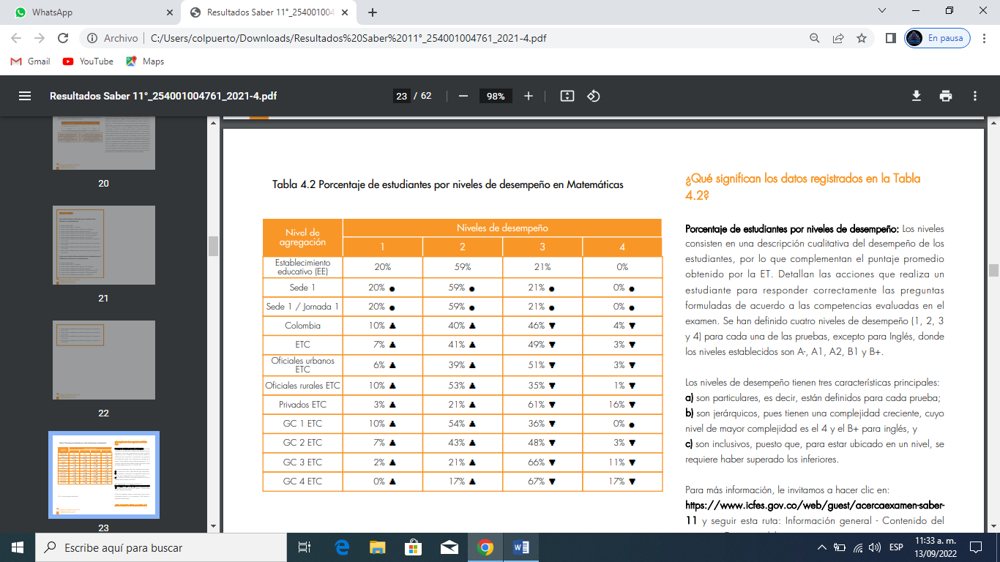 WhatsApp
Resultados Saber 11°_254001004
Archivo
C:/Users/colpuerto/Downloads/Resultados%20Saber%2011°_254001004761_2021-4.pdf
En pausa
Gmail
YouTube
Maps
Resultados Saber 11°_254001004761_2021-4.pdf
23 / 62
98%
20
21
22
23
Tabla 4.2 Porcentaje de estudiantes por niveles de desempeño en Matemáticas
Nivel de agregación
Niveles de desempeño
1 2 3 4
Establecimiento educativo (EE) 20% 59% 21% 0%
Sede 1 20% ● 59% ● 21% ● 0% ●
Sede 1 / Jornada 1 20% ● 59% ● 21% ● 0% ●
Colombia 10% ▲ 40% ▲ 46% ▼ 4% ▼
ETC 7% ▲ 41% ▲ 49% ▼ 3% ▼
Oficiales urbanos ETC 6% ▲ 39% ▲ 51% ▼ 3% ▼
Oficiales rurales ETC 10% ▲ 53% ▲ 35% ▼ 1% ▼
Privados ETC 3% ▲ 21% ▲ 61% ▼ 16% ▼
GC 1 ETC 10% ▲ 54% ▲ 36% ▼ 0% ●
GC 2 ETC 7% ▲ 43% ▲ 48% ▼ 3% ▼
GC 3 ETC 2% ▲ 21% ▲ 66% ▼ 11% ▼
GC 4 ETC 0% ▲ 17% ▲ 67% ▼ 17% ▼
¿Qué significan los datos registrados en la Tabla
4.2?
Porcentaje de estudiantes por niveles de desempeño: Los niveles
consisten en una descripción cualitativa del desempeño de los
estudiantes, por lo que complementan el puntaje promedio
obtenido por la ET. Detallan las acciones que realiza un
estudiante para responder correctamente las preguntas
formuladas de acuerdo a las competencias evaluadas en el
examen. Se han definido cuatro niveles de desempeño (1, 2, 3
y 4) para cada una de las pruebas, excepto para Inglés, donde
los niveles establecidos son A-, A1, A2, B1 y B+.
Los niveles de desempeño tienen tres características principales:
a) son particulares, es decir, están definidos para cada prueba;
b) son jerárquicos, pues tienen una complejidad creciente, cuyo
nivel de mayor complejidad es el 4 y el B+ para inglés, y
c) son inclusivos, puesto que, para estar ubicado en un nivel, se
requiere haber superado los inferiores.
Para más información, le invitamos a hacer clic en:
https://www.icfes.gov.co/web/guest/acercaexamen-saber-
11 y seguir esta ruta: Información general - Contenido del
Escribe aquí para buscar
ESP
11:33 a. m.
13/09/2022